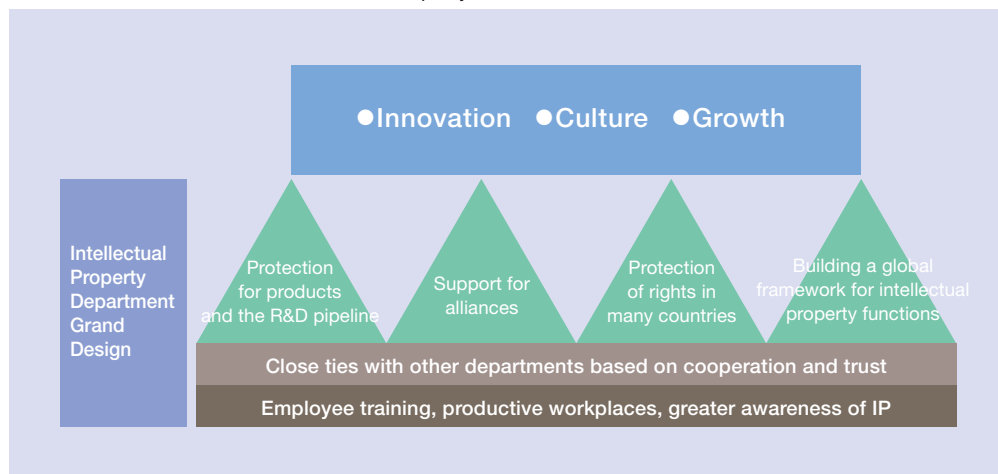 ●Innovation ●Culture ●Growth
Intellectual
Property
Department
Grand
Design
Protection
for products
and the R&D pipeline
Support for
alliances
Protection
of rights in
many countries
Building a global
framework for intellectual
property functions
Close ties with other departments based on cooperation and trust
Employee training, productive workplaces, greater awareness of IP